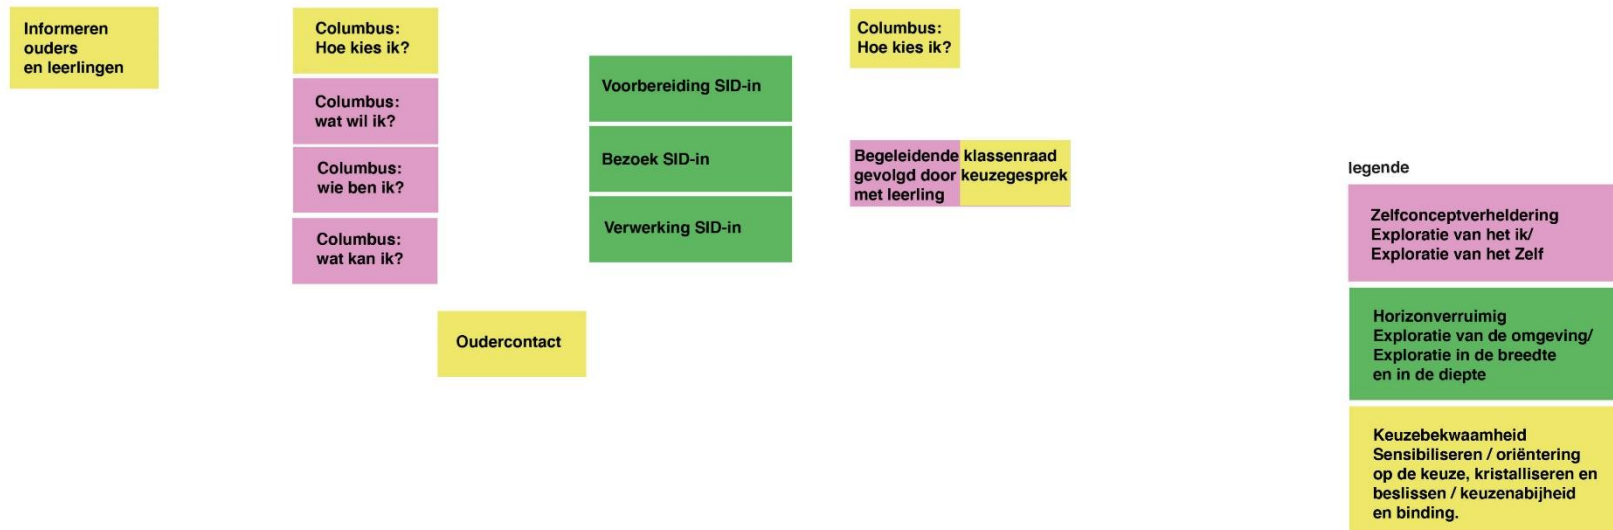 Informeren
ouders
en leerlingen
Columbus:
Hoe kies ik?
Columbus:
wat wil ik?
Columbus:
wie ben ik?
Columbus:
wat kan ik?
Oudercontact
Voorbereiding SID-in
Bezoek SID-in
Verwerking SID-in
Columbus:
Hoe kies ik?
Begeleidende klassenraad
gevolgd door keuzegesprek
met leerling
legende
Zelfconceptverheldering
Exploratie van het ik/
Exploratie van het Zelf
Horizonverruimig
Exploratie van de omgeving/
Exploratie in de breedte
en in de diepte
Keuzebekwaamheid
Sensibiliseren / oriëntering
op de keuze, kristalliseren en
beslissen / keuzenabijheid
en binding.